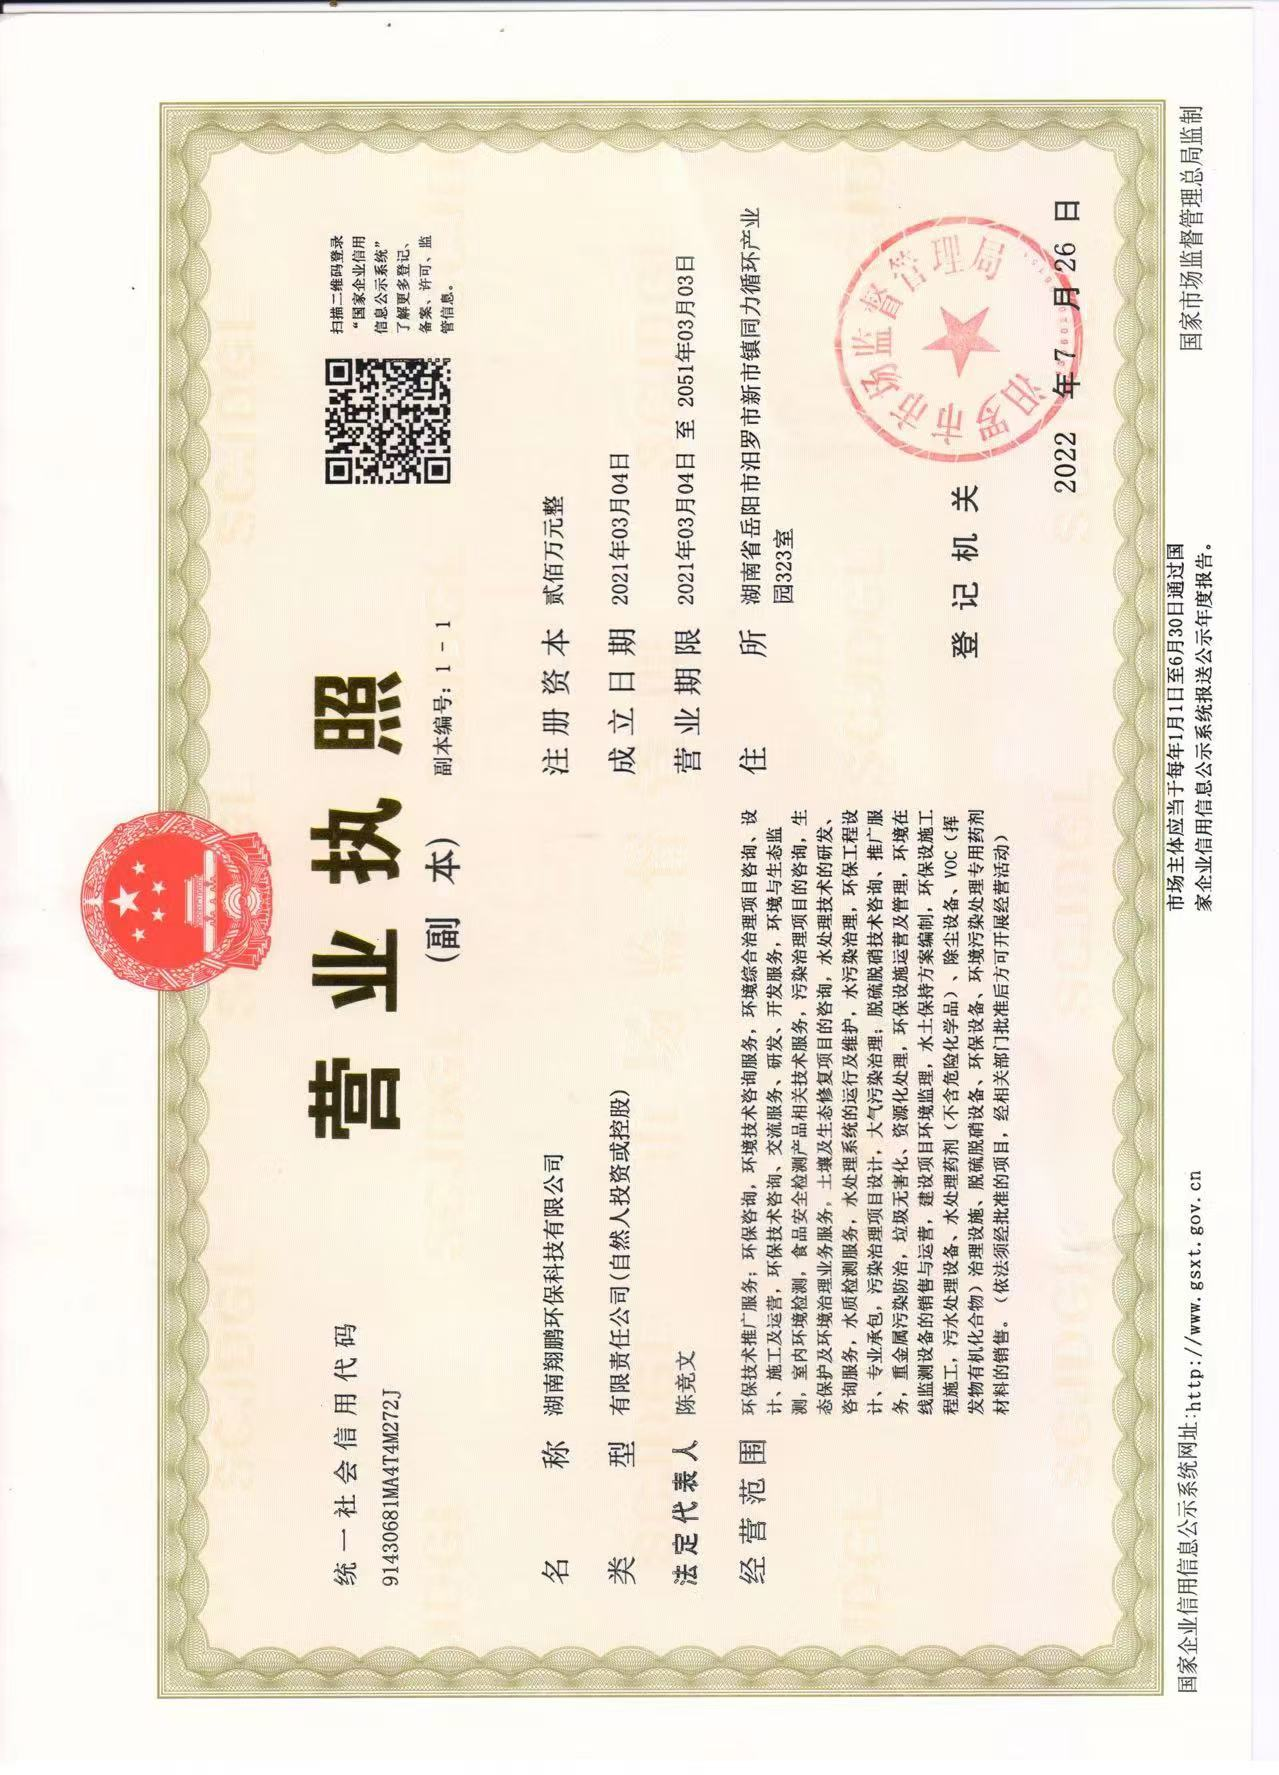 统一社会信用代码
91430681MA4T4M272J
营业执照
(副 本)
副本编号: 1 - 1
扫描二维码登录
“国家企业信用
信息公示系统”
了解更多登记、
备案、许可、监
管信息。
名 称 湖南翔鹏环保科技有限公司
类 型 有限责任公司(自然人投资或控股)
法定代表人 陈竞文
经营范围 环保技术推广服务;环保咨询,环境技术咨询服务,环境综合治理项目咨询、设
计、施工及运营,环保技术咨询、交流服务、研发、开发服务,环境与生态监
测,室内环境检测,食品安全检测产品相关技术服务,污染治理项目的咨询,生
态保护及环境治理业务服务,土壤及生态修复项目的咨询,水处理技术的研发、
咨询服务,水质检测服务,水处理系统的运行及维护,水污染治理,环保工程设
计、专业承包,污染治理项目设计,大气污染治理;脱硫脱硝技术咨询、推广服
务,重金属污染防治,垃圾无害化、资源化处理,环保设施运营及管理,环境在
线监测设备的销售与运营,建设项目环境监理,水土保持方案编制,环保设施工
程施工,污水处理设备、水处理药剂(不含危险化学品)、除尘设备、VOC(挥
发物有机化合物)治理设施、脱硫脱硝设备、环保设备、环境污染处理专用药剂
材料的销售。(依法须经批准的项目,经相关部门批准后方可开展经营活动)
注册资本 贰佰万元整
成立日期 2021年03月04日
营业期限 2021年03月04日 至 2051年03月03日
住 所 湖南省岳阳市汨罗市新市镇同力循环产业
园323室
登记机关
汨罗市市场监督管理局
2022 年 7 月 26 日
国家企业信用信息公示系统网址:http://www.gsxt.gov.cn
市场主体应当于每年1月1日至6月30日通过国
家企业信用信息公示系统报送公示年度报告。
国家市场监督管理总局监制